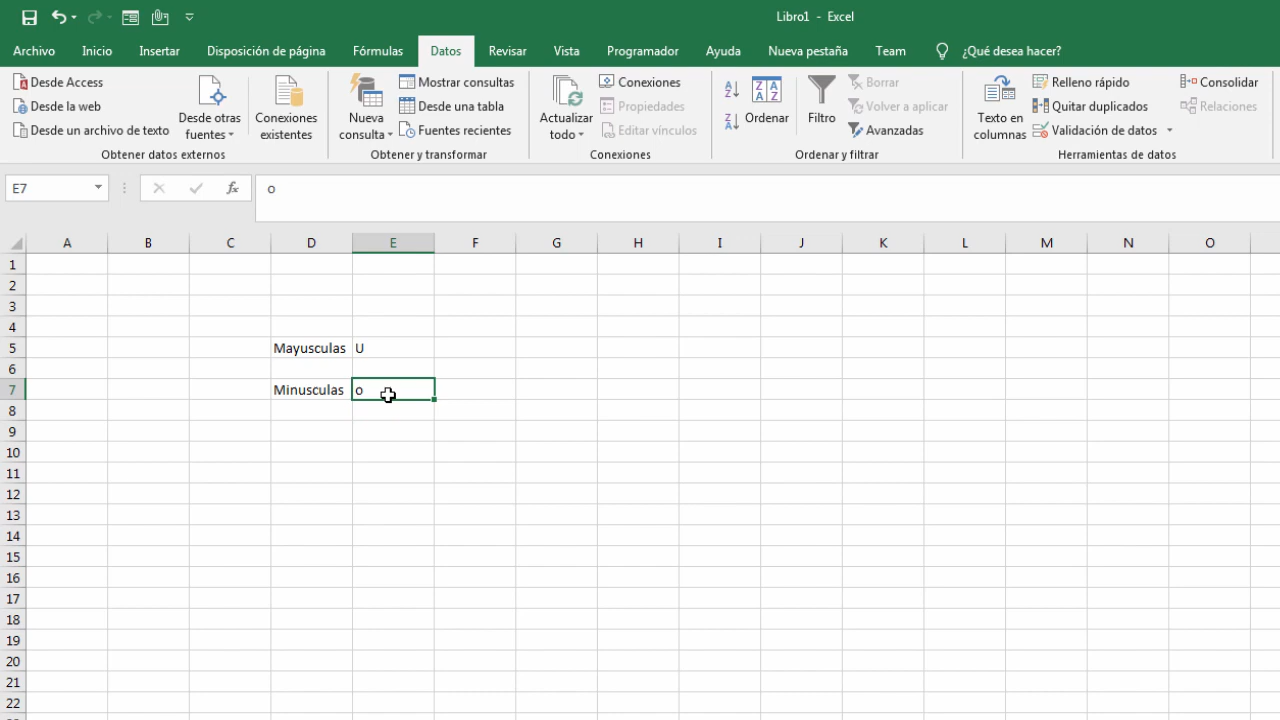 Libro1 - Excel
Archivo Inicio Insertar Disposición de página Fórmulas Datos Revisar Vista Programador Ayuda Nueva pestaña Team ¿Qué desea hacer?
Desde Access
Desde la web
Desde un archivo de texto
Desde otras
fuentes
Conexiones
existentes
Obtener datos externos
Nueva
consulta
Mostrar consultas
Desde una tabla
Fuentes recientes
Obtener y transformar
Actualizar
todo
Conexiones
Propiedades
Editar vínculos
Conexiones
Ordenar
Filtro
Borrar
Volver a aplicar
Avanzadas
Ordenar y filtrar
Texto en
columnas
Relleno rápido
Quitar duplicados
Validación de datos
Consolidar
Relaciones
Herramientas de datos
E7 fx o
A B C D E F G H I J K L M N O
1
2
3
4
5 Mayusculas U
6
7 Minusculas o
8
9
10
11
12
13
14
15
16
17
18
19
20
21
22